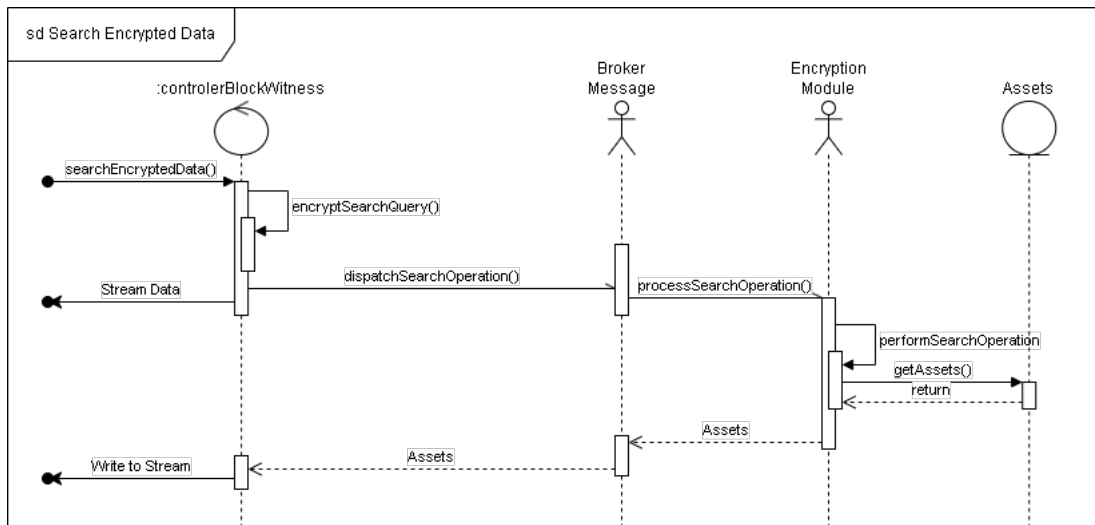 sd Search Encrypted Data
:controlerBlockWitness
Broker
Message
Encryption
Module
Assets
searchEncryptedData()
encryptSearchQuery()
dispatchSearchOperation()
processSearchOperation()
Stream Data
performSearchOperation
getAssets()
return
Assets
Assets
Write to Stream